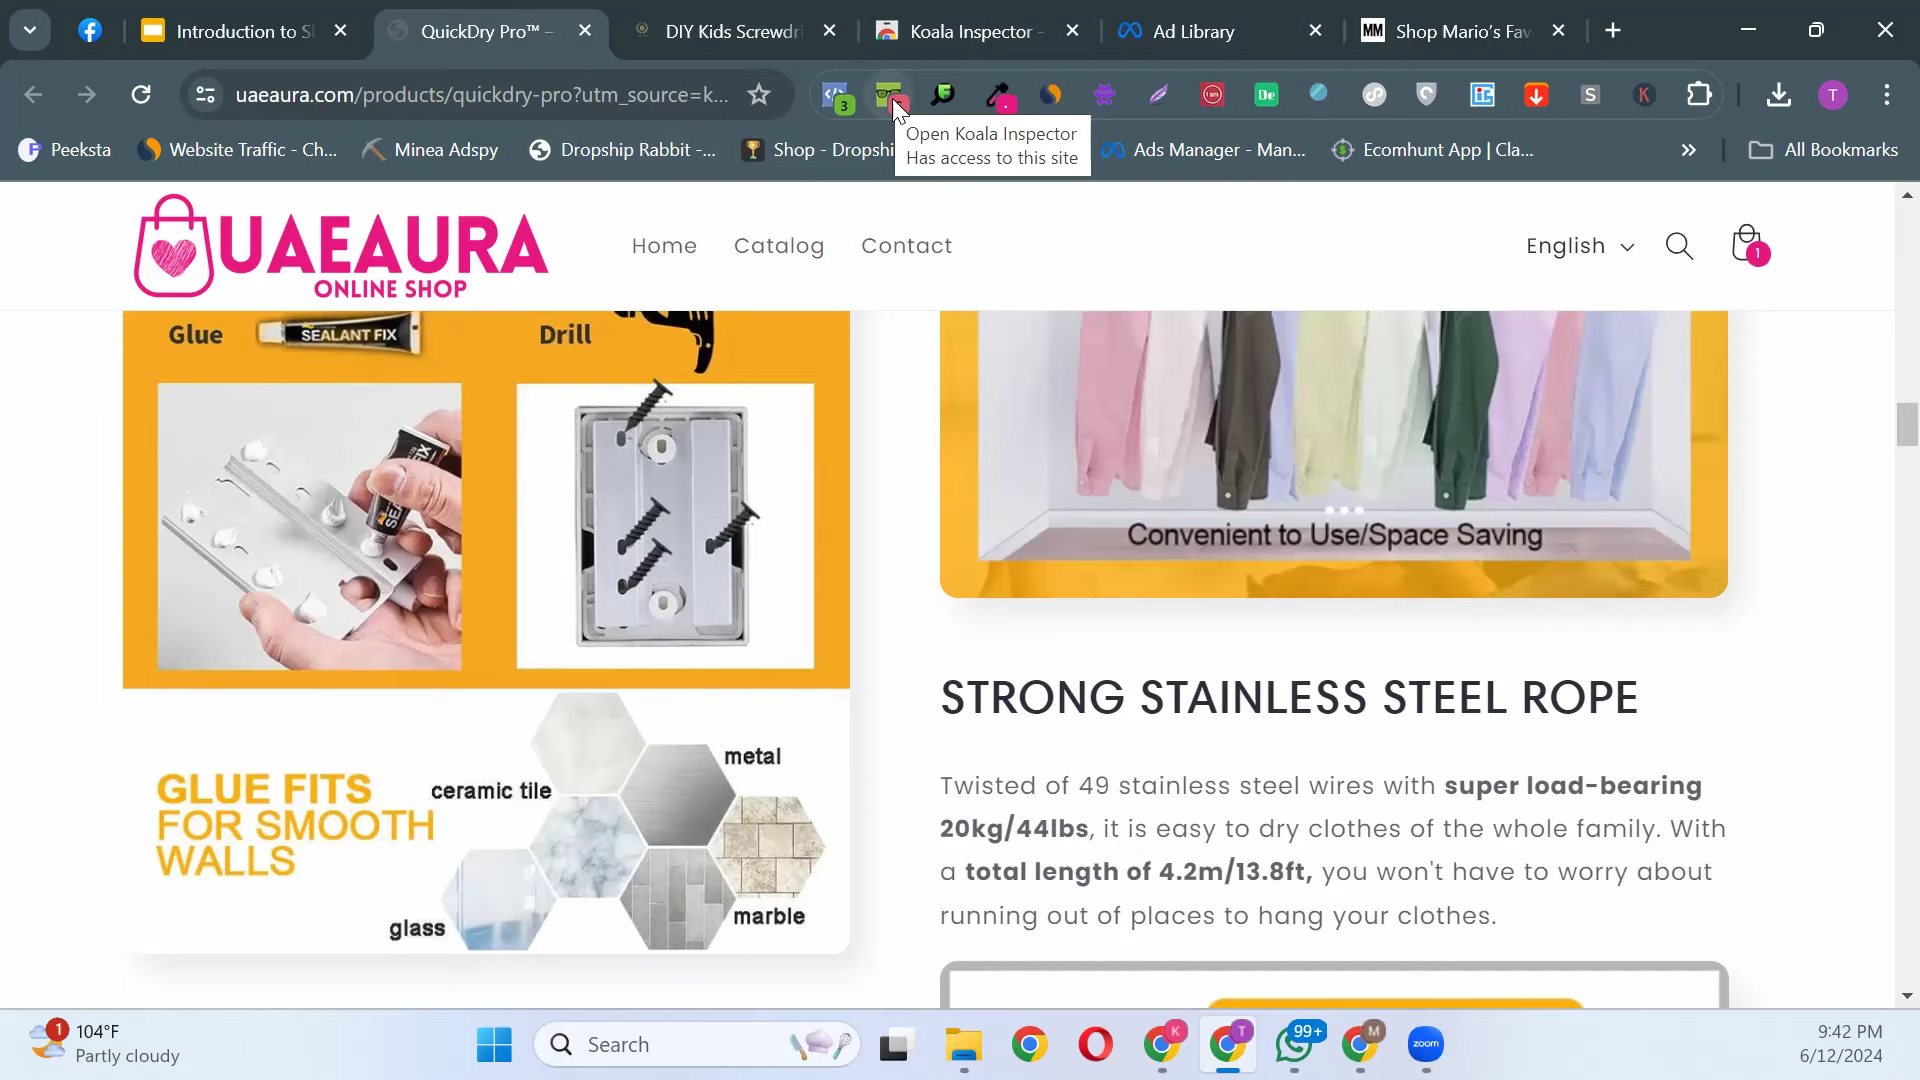 Introduction to S
QuickDry Pro™ –
DIY Kids Screwdri
Koala Inspector -
Ad Library
MM
Shop Mario's Fav
uaeaura.com/products/quickdry-pro?utm_source=k...
3
De
S
K
T
Open Koala Inspector
Has access to this site
Peeksta
Website Traffic - Ch...
Minea Adspy
Dropship Rabbit -...
Shop - Dropshi
Ads Manager - Man...
Ecomhunt App | Cla...
»
All Bookmarks
UAEAURA
ONLINE SHOP
Home
Catalog
Contact
English
1
Glue
SEALANT FIX
Drill
GLUE FITS
FOR SMOOTH
WALLS
metal
ceramic tile
glass
marble
Convenient to Use/Space Saving
STRONG STAINLESS STEEL ROPE
Twisted of 49 stainless steel wires with super load-bearing
20kg/44lbs, it is easy to dry clothes of the whole family. With
a total length of 4.2m/13.8ft, you won't have to worry about
running out of places to hang your clothes.
1
104°F
Partly cloudy
Search
K
T
99+
M
zoom
9:42 PM
6/12/2024